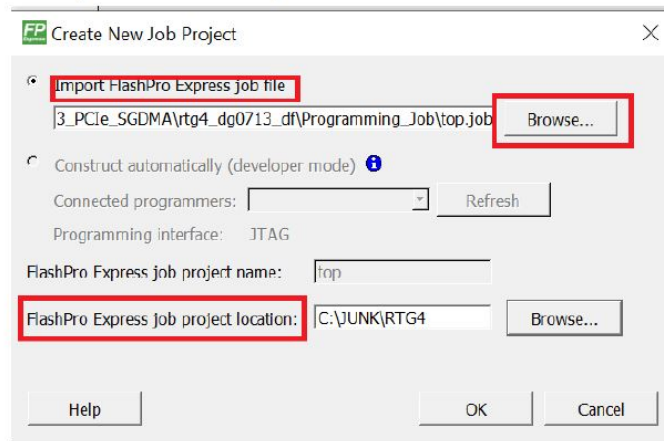 FP Express Create New Job Project
Import FlashPro Express job file
3_PCIe_SGDMA\rtg4_dg0713_df\Programming_Job\top.job Browse...
Construct automatically (developer mode) i
Connected programmers: Refresh
Programming interface: JTAG
FlashPro Express job project name: top
FlashPro Express job project location: C:\JUNK\RTG4 Browse...
Help OK Cancel